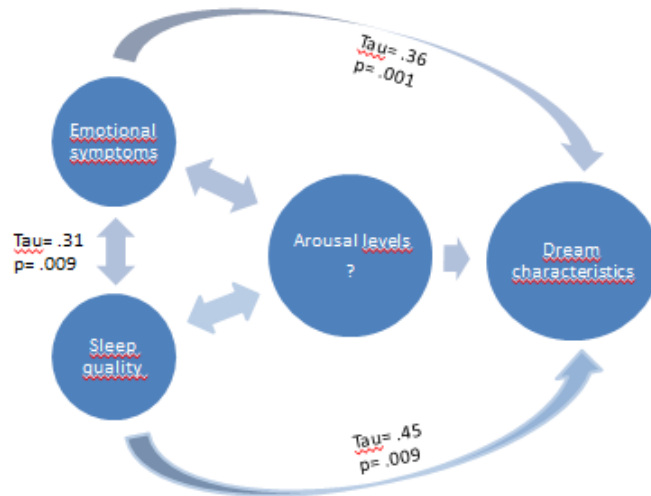 Tau= .36
p= .001
Emotional
symptoms
Tau= .31
p= .009
Arousal levels
?
Dream
characteristics
Sleep
quality
Tau= .45
p= .009